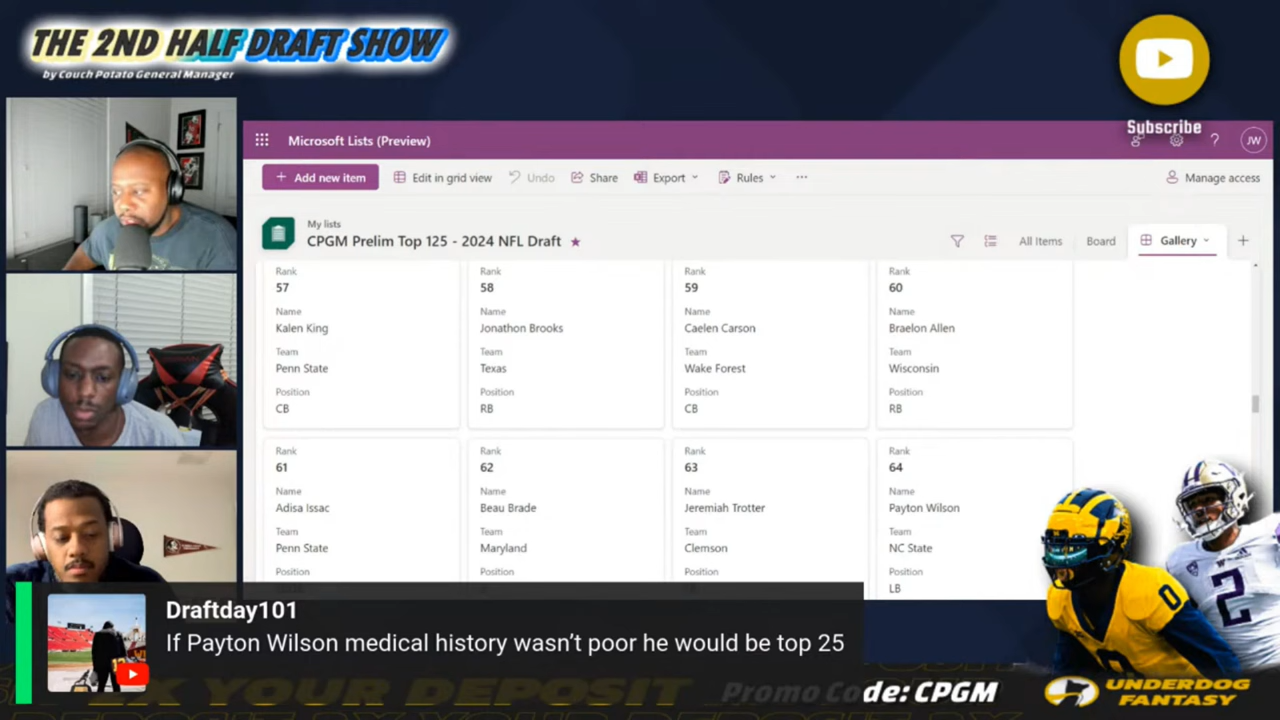 THE 2ND HALF DRAFT SHOW
by Couch Potato General Manager
Subscribe
Microsoft Lists (Preview)
? JW
+ Add new item Edit in grid view Undo Share Export Rules ... Manage access
My lists
CPGM Prelim Top 125 - 2024 NFL Draft
All Items Board Gallery
Rank Rank Rank Rank
57 58 59 60
Name Name Name Name
Kalen King Jonathon Brooks Caelen Carson Braelon Allen
Team Team Team Team
Penn State Texas Wake Forest Wisconsin
Position Position Position Position
CB RB CB RB
Rank Rank Rank Rank
61 62 63 64
Name Name Name Name
Adisa Issac Beau Brade Jeremiah Trotter Payton Wilson
Team Team Team Team
Penn State Maryland Clemson NC State
Position Position Position Position
LB
Draftday101
If Payton Wilson medical history wasn't poor he would be top 25
0
2
YOUR DEPOSIT
Promo Code: CPGM
UNDERDOG
FANTASY